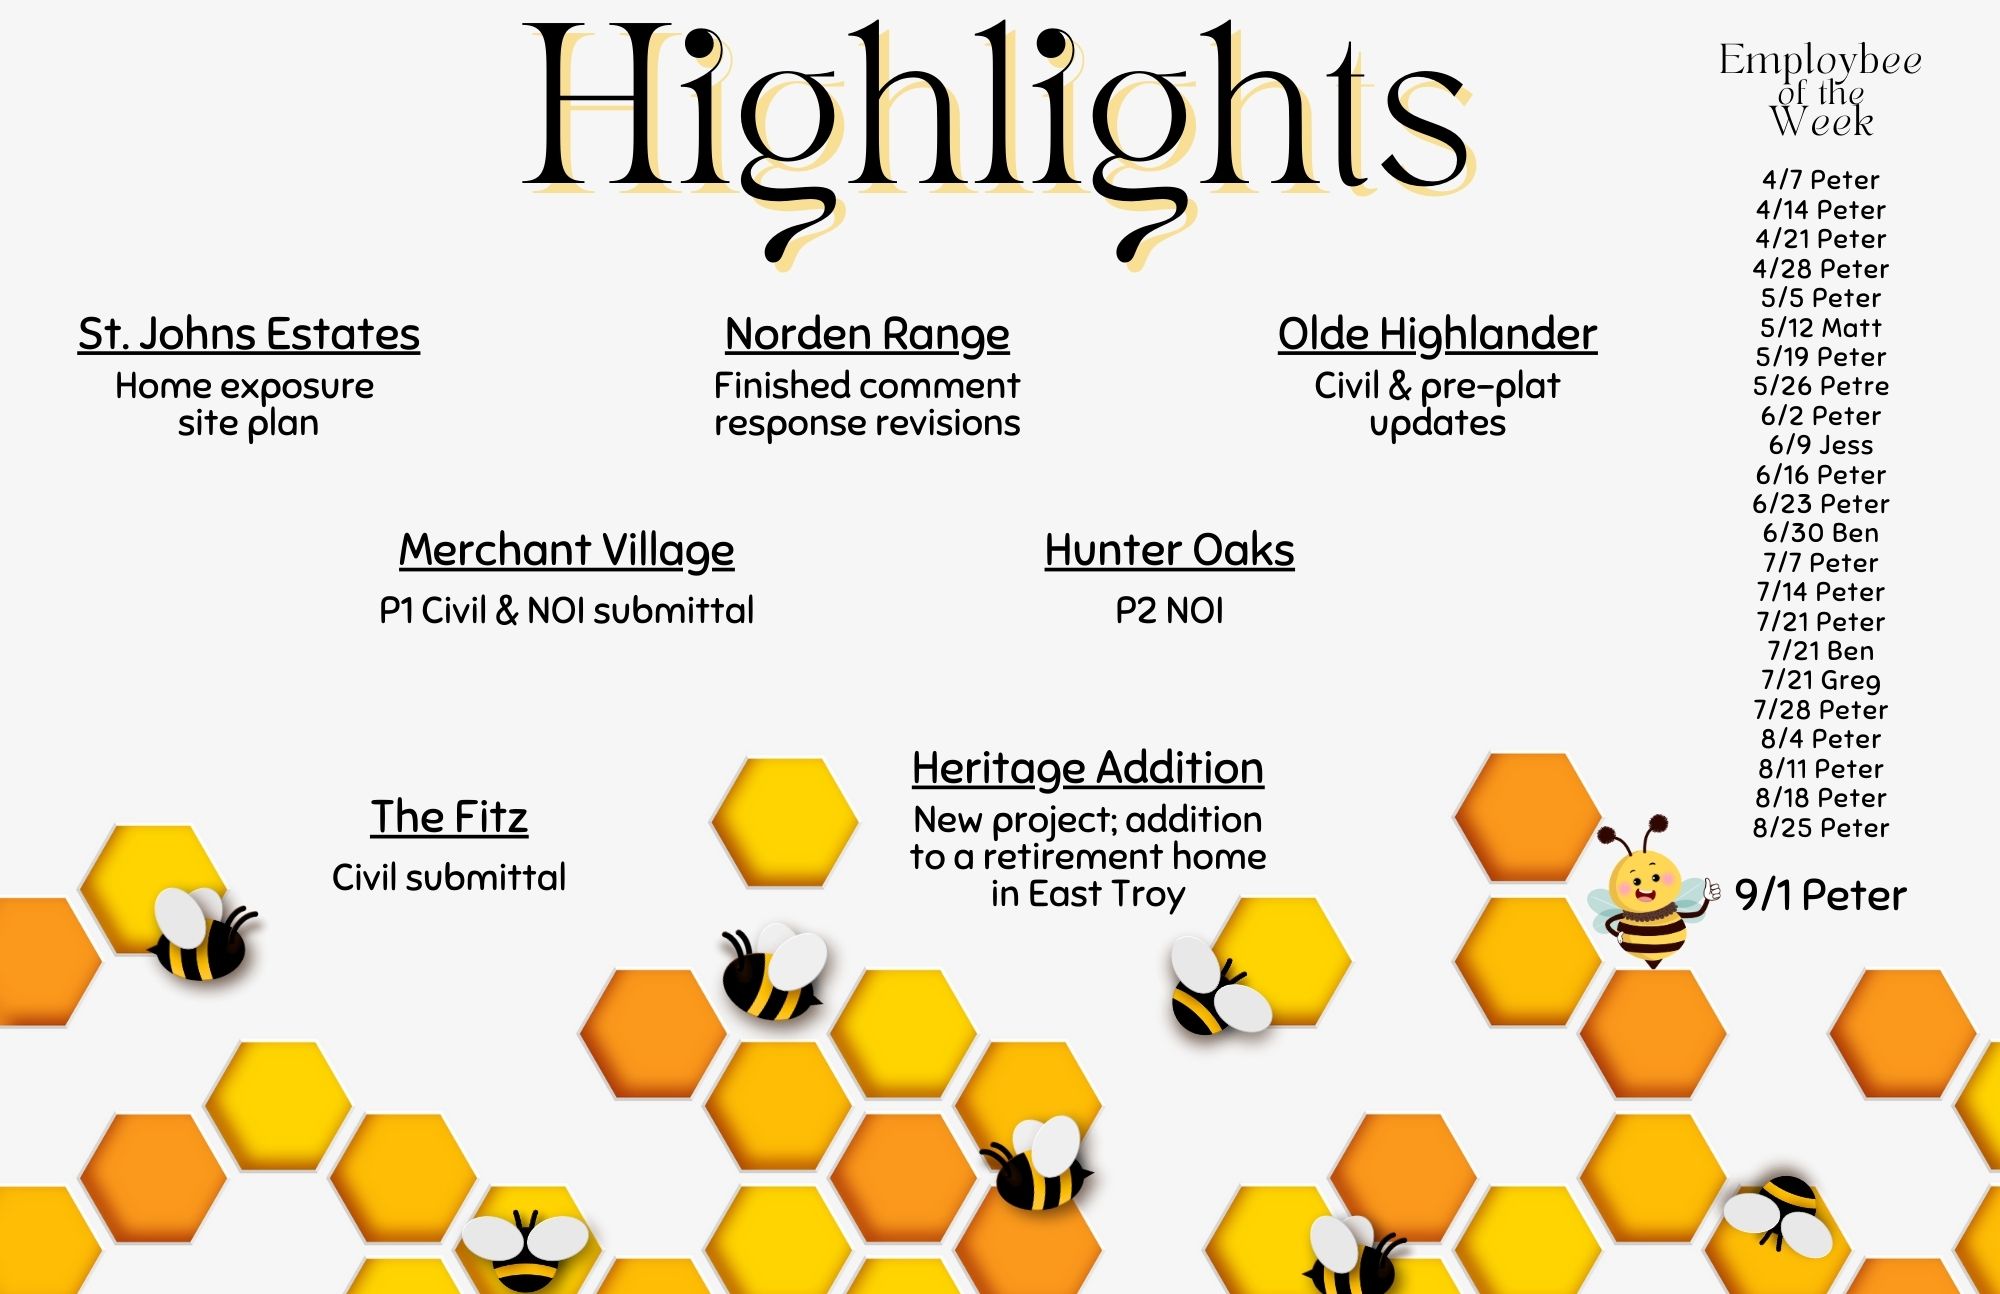 Highlights
St. Johns Estates
Home exposure
site plan
Norden Range
Finished comment
response revisions
Olde Highlander
Civil & pre-plat
updates
Merchant Village
P1 Civil & NOI submittal
Hunter Oaks
P2 NOI
The Fitz
Civil submittal
Heritage Addition
New project; addition
to a retirement home
in East Troy
Employbee
of the
Week
4/7 Peter
4/14 Peter
4/21 Peter
4/28 Peter
5/5 Peter
5/12 Matt
5/19 Peter
5/26 Petre
6/2 Peter
6/9 Jess
6/16 Peter
6/23 Peter
6/30 Ben
7/7 Peter
7/14 Peter
7/21 Peter
7/21 Ben
7/21 Greg
7/28 Peter
8/4 Peter
8/11 Peter
8/18 Peter
8/25 Peter
9/1 Peter